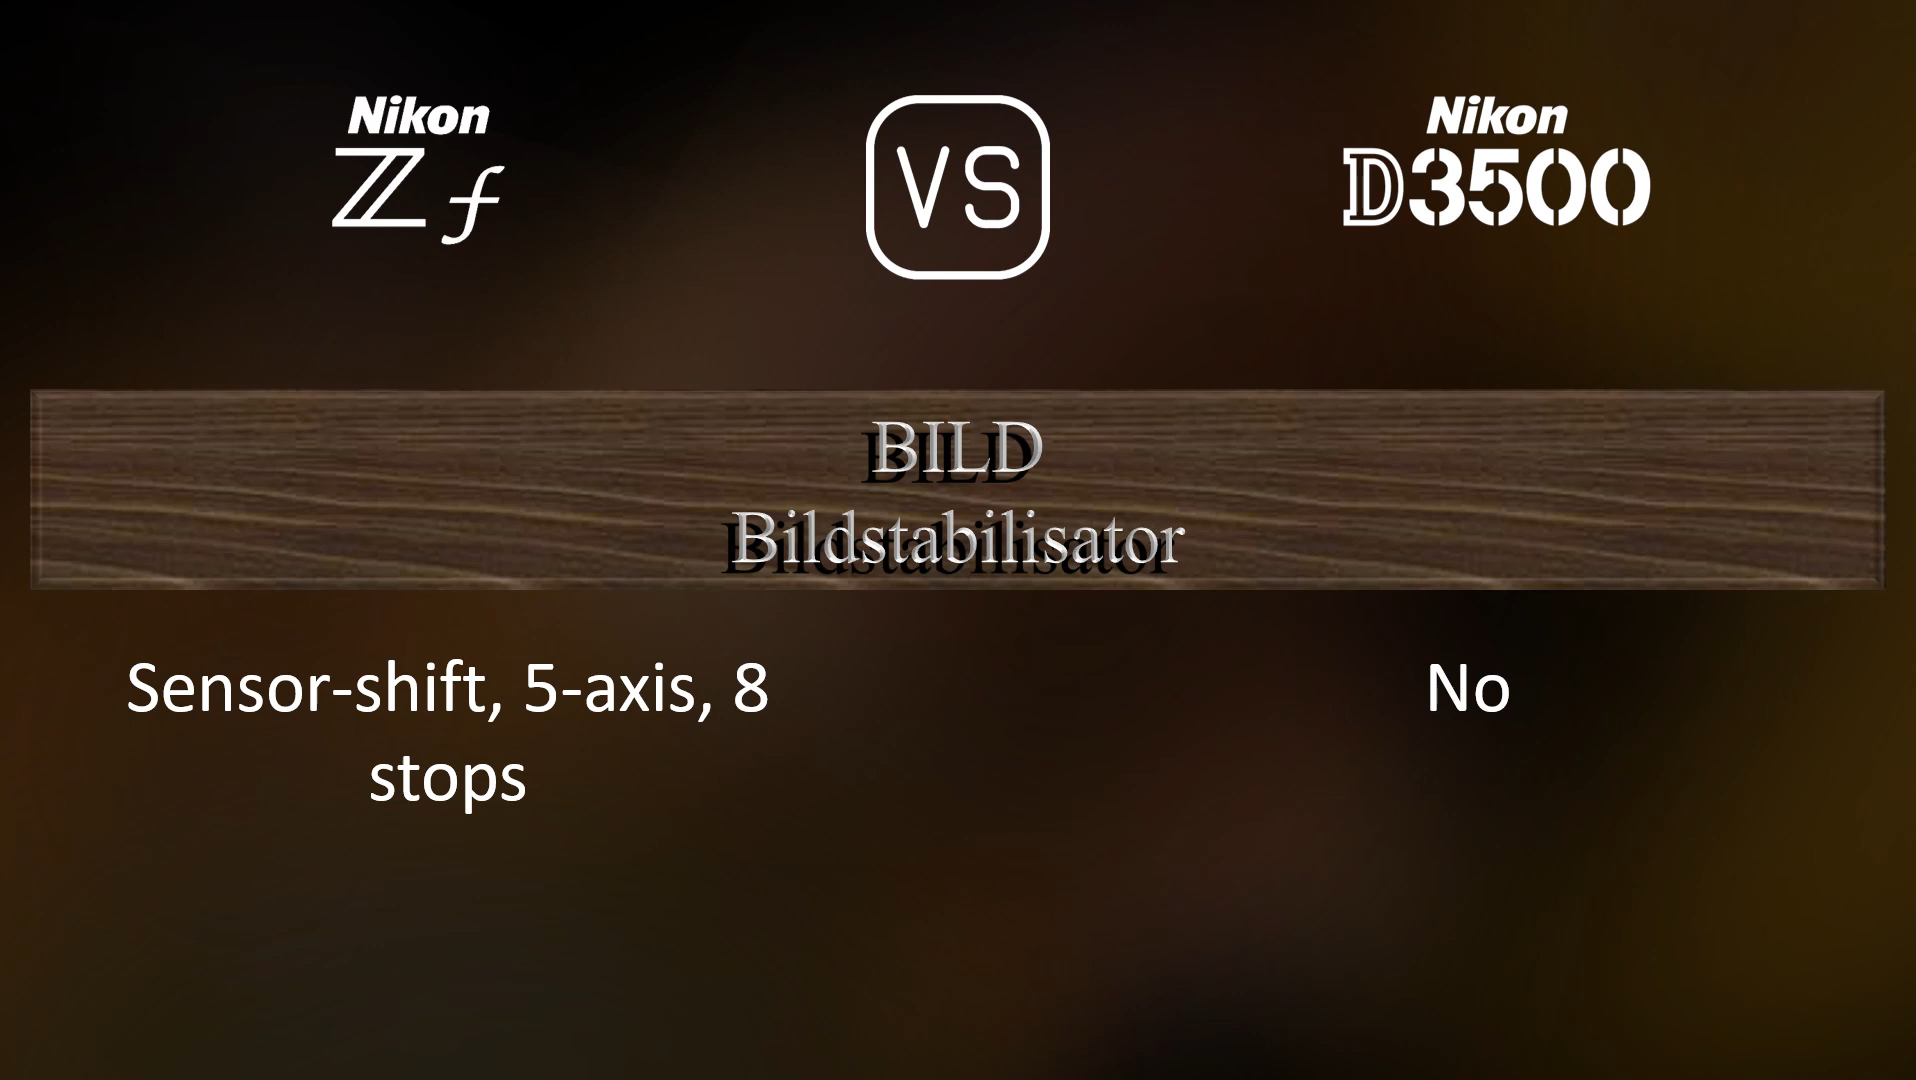 Nikon
Z f
VS
Nikon
D3500
BILD
Bildstabilisator
Sensor-shift, 5-axis, 8
stops
No